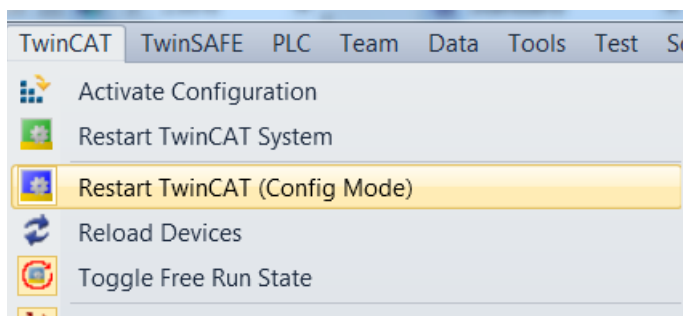 TwinCAT TwinSAFE PLC Team Data Tools Test
Activate Configuration
Restart TwinCAT System
Restart TwinCAT (Config Mode)
Reload Devices
Toggle Free Run State